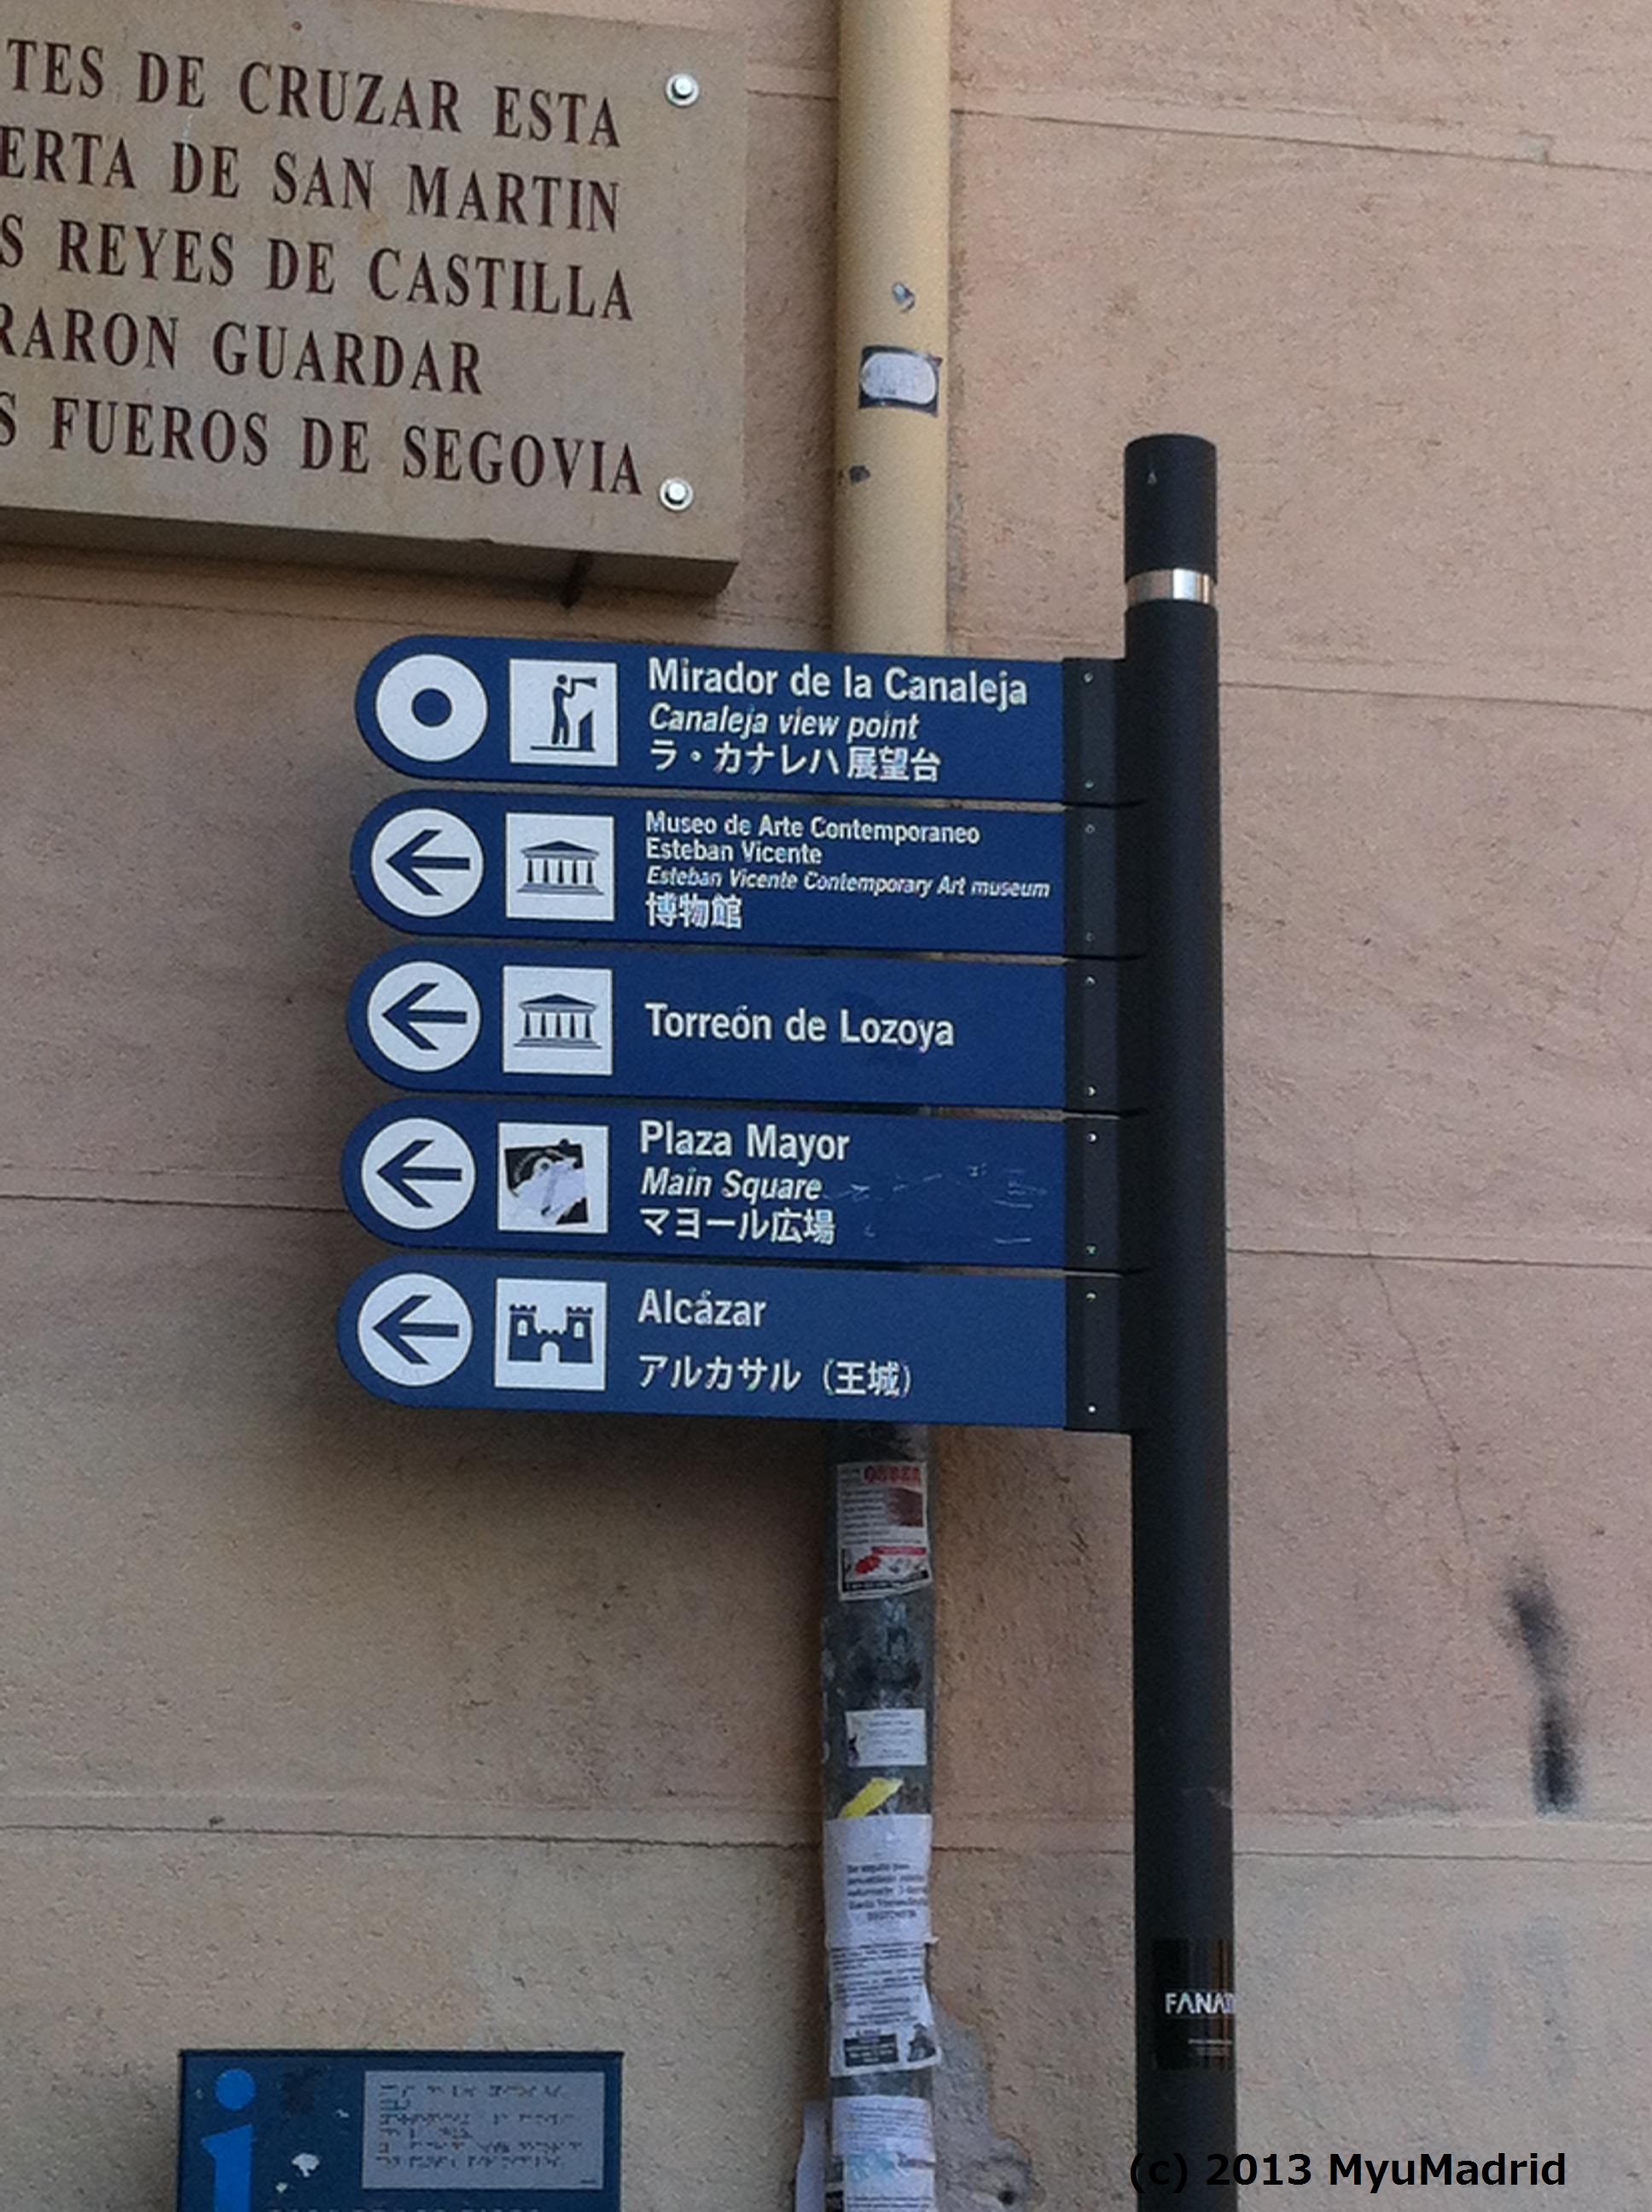 TES DE CRUZAR ESTA
ERTA DE SAN MARTIN
S REYES DE CASTILLA
RARON GUARDAR
S FUEROS DE SEGOVIA
Mirador de la Canaleja
Canaleja view point
ラ・カナレハ展望台
Museo de Arte Contemporaneo
Esteban Vicente
Esteban Vicente Contemporary Art museum
博物館
Torreón de Lozoya
Plaza Mayor
Main Square
マヨール広場
Alcázar
アルカサル（王城）
FANAT
i
(c) 2013 MyuMadrid